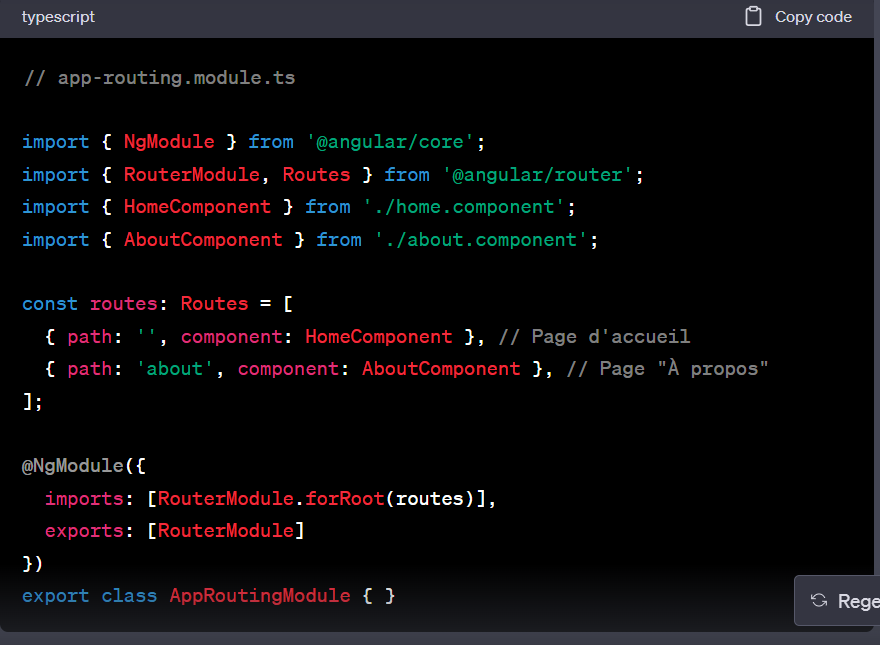 typescript
Copy code
// app-routing.module.ts
import { NgModule } from '@angular/core';
import { RouterModule, Routes } from '@angular/router';
import { HomeComponent } from './home.component';
import { AboutComponent } from './about.component';
const routes: Routes = [
  { path: '', component: HomeComponent }, // Page d'accueil
  { path: 'about', component: AboutComponent }, // Page "À propos"
];
@NgModule({
  imports: [RouterModule.forRoot(routes)],
  exports: [RouterModule]
})
export class AppRoutingModule { }
Rege